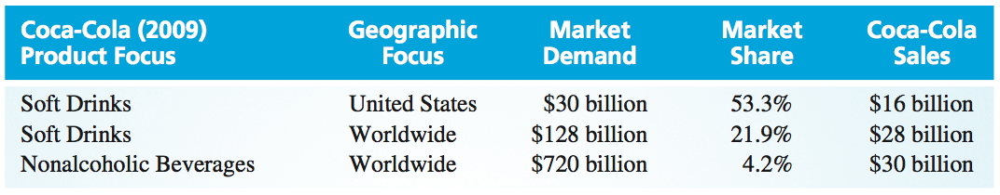 Coca-Cola (2009) Geographic Market Market Coca-Cola
Product Focus Focus Demand Share Sales
Soft Drinks United States $30 billion 53.3% $16 billion
Soft Drinks Worldwide $128 billion 21.9% $28 billion
Nonalcoholic Beverages Worldwide $720 billion 4.2% $30 billion